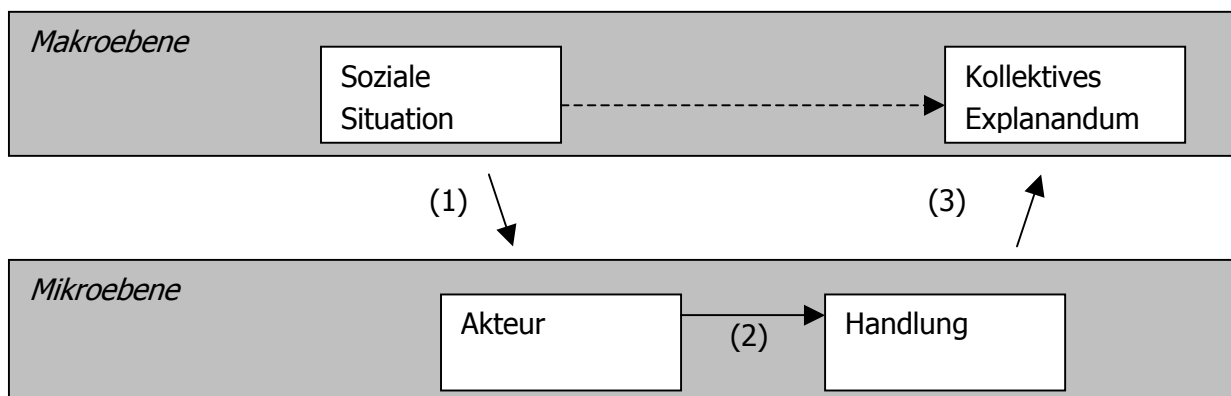 Makroebene
Soziale
Situation
Kollektives
Explanandum
(1)
(3)
Mikroebene
Akteur
(2)
Handlung